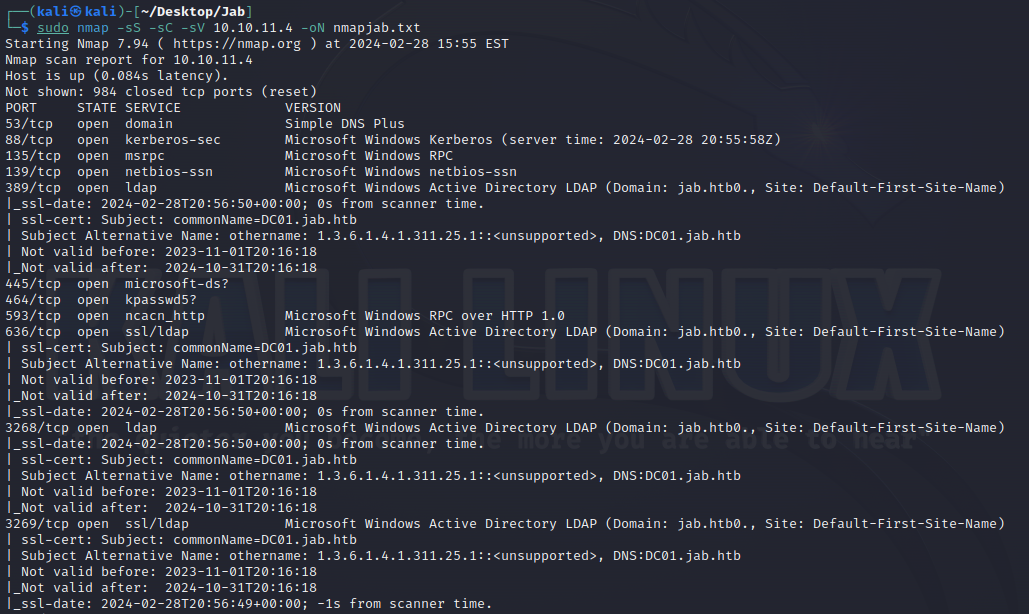 ┌──(kali㉿kali)-[~/Desktop/Jab]
└─$ sudo nmap -sS -sC -sV 10.10.11.4 -oN nmapjab.txt
Starting Nmap 7.94 ( https://nmap.org ) at 2024-02-28 15:55 EST
Nmap scan report for 10.10.11.4
Host is up (0.084s latency).
Not shown: 984 closed tcp ports (reset)
PORT     STATE SERVICE             VERSION
53/tcp   open  domain              Simple DNS Plus
88/tcp   open  kerberos-sec        Microsoft Windows Kerberos (server time: 2024-02-28 20:55:58Z)
135/tcp  open  msrpc               Microsoft Windows RPC
139/tcp  open  netbios-ssn         Microsoft Windows netbios-ssn
389/tcp  open  ldap                Microsoft Windows Active Directory LDAP (Domain: jab.htb0., Site: Default-First-Site-Name)
|_ssl-date: 2024-02-28T20:56:50+00:00; 0s from scanner time.
| ssl-cert: Subject: commonName=DC01.jab.htb
| Subject Alternative Name: othername: 1.3.6.1.4.1.311.25.1::<unsupported>, DNS:DC01.jab.htb
| Not valid before: 2023-11-01T20:16:18
|_Not valid after:  2024-10-31T20:16:18
445/tcp  open  microsoft-ds?
464/tcp  open  kpasswd5?
593/tcp  open  ncacn_http          Microsoft Windows RPC over HTTP 1.0
636/tcp  open  ssl/ldap            Microsoft Windows Active Directory LDAP (Domain: jab.htb0., Site: Default-First-Site-Name)
| ssl-cert: Subject: commonName=DC01.jab.htb
| Subject Alternative Name: othername: 1.3.6.1.4.1.311.25.1::<unsupported>, DNS:DC01.jab.htb
| Not valid before: 2023-11-01T20:16:18
|_Not valid after:  2024-10-31T20:16:18
|_ssl-date: 2024-02-28T20:56:50+00:00; 0s from scanner time.
3268/tcp open  ldap                Microsoft Windows Active Directory LDAP (Domain: jab.htb0., Site: Default-First-Site-Name)
|_ssl-date: 2024-02-28T20:56:50+00:00; 0s from scanner time.
| ssl-cert: Subject: commonName=DC01.jab.htb
| Subject Alternative Name: othername: 1.3.6.1.4.1.311.25.1::<unsupported>, DNS:DC01.jab.htb
| Not valid before: 2023-11-01T20:16:18
|_Not valid after:  2024-10-31T20:16:18
3269/tcp open  ssl/ldap            Microsoft Windows Active Directory LDAP (Domain: jab.htb0., Site: Default-First-Site-Name)
| ssl-cert: Subject: commonName=DC01.jab.htb
| Subject Alternative Name: othername: 1.3.6.1.4.1.311.25.1::<unsupported>, DNS:DC01.jab.htb
| Not valid before: 2023-11-01T20:16:18
|_Not valid after:  2024-10-31T20:16:18
|_ssl-date: 2024-02-28T20:56:49+00:00; -1s from scanner time.
KALI LINUX
more you are able to hear"